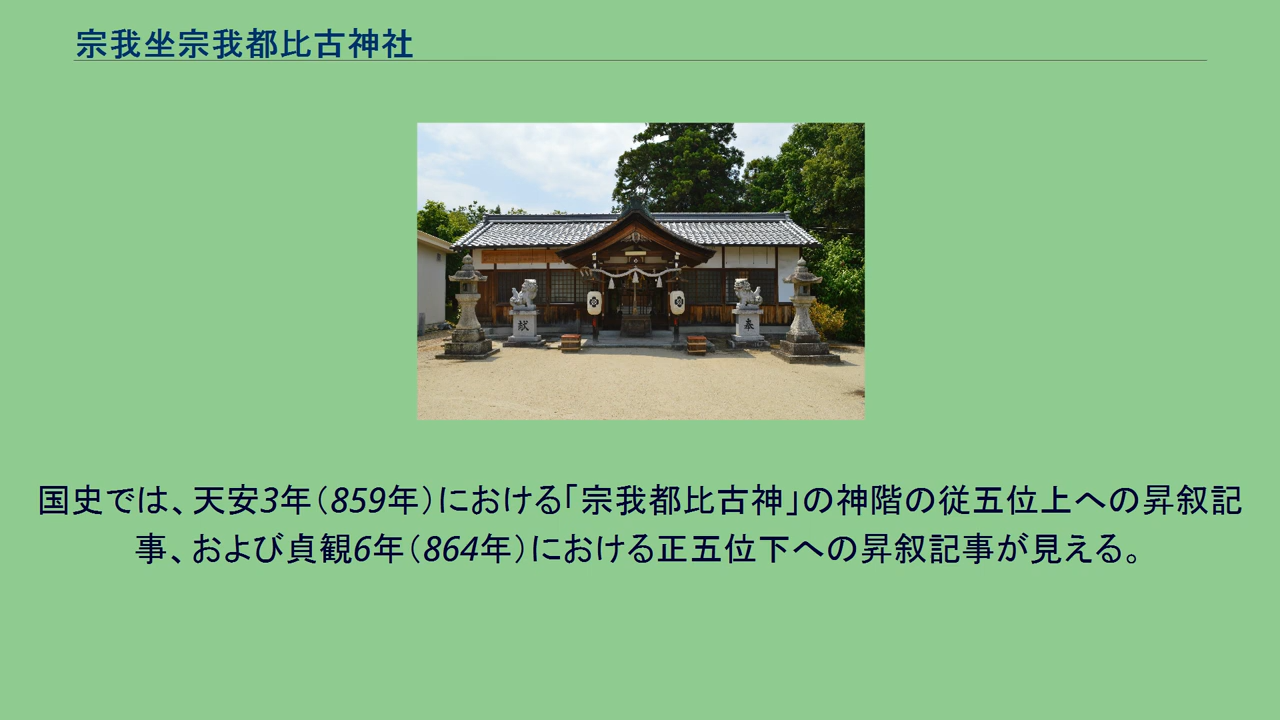 宗我坐宗我都比古神社
献
奉
国史では、天安3年（859年）における「宗我都比古神」の神階の従五位上への昇叙記
事、および貞観6年（864年）における正五位下への昇叙記事が見える。